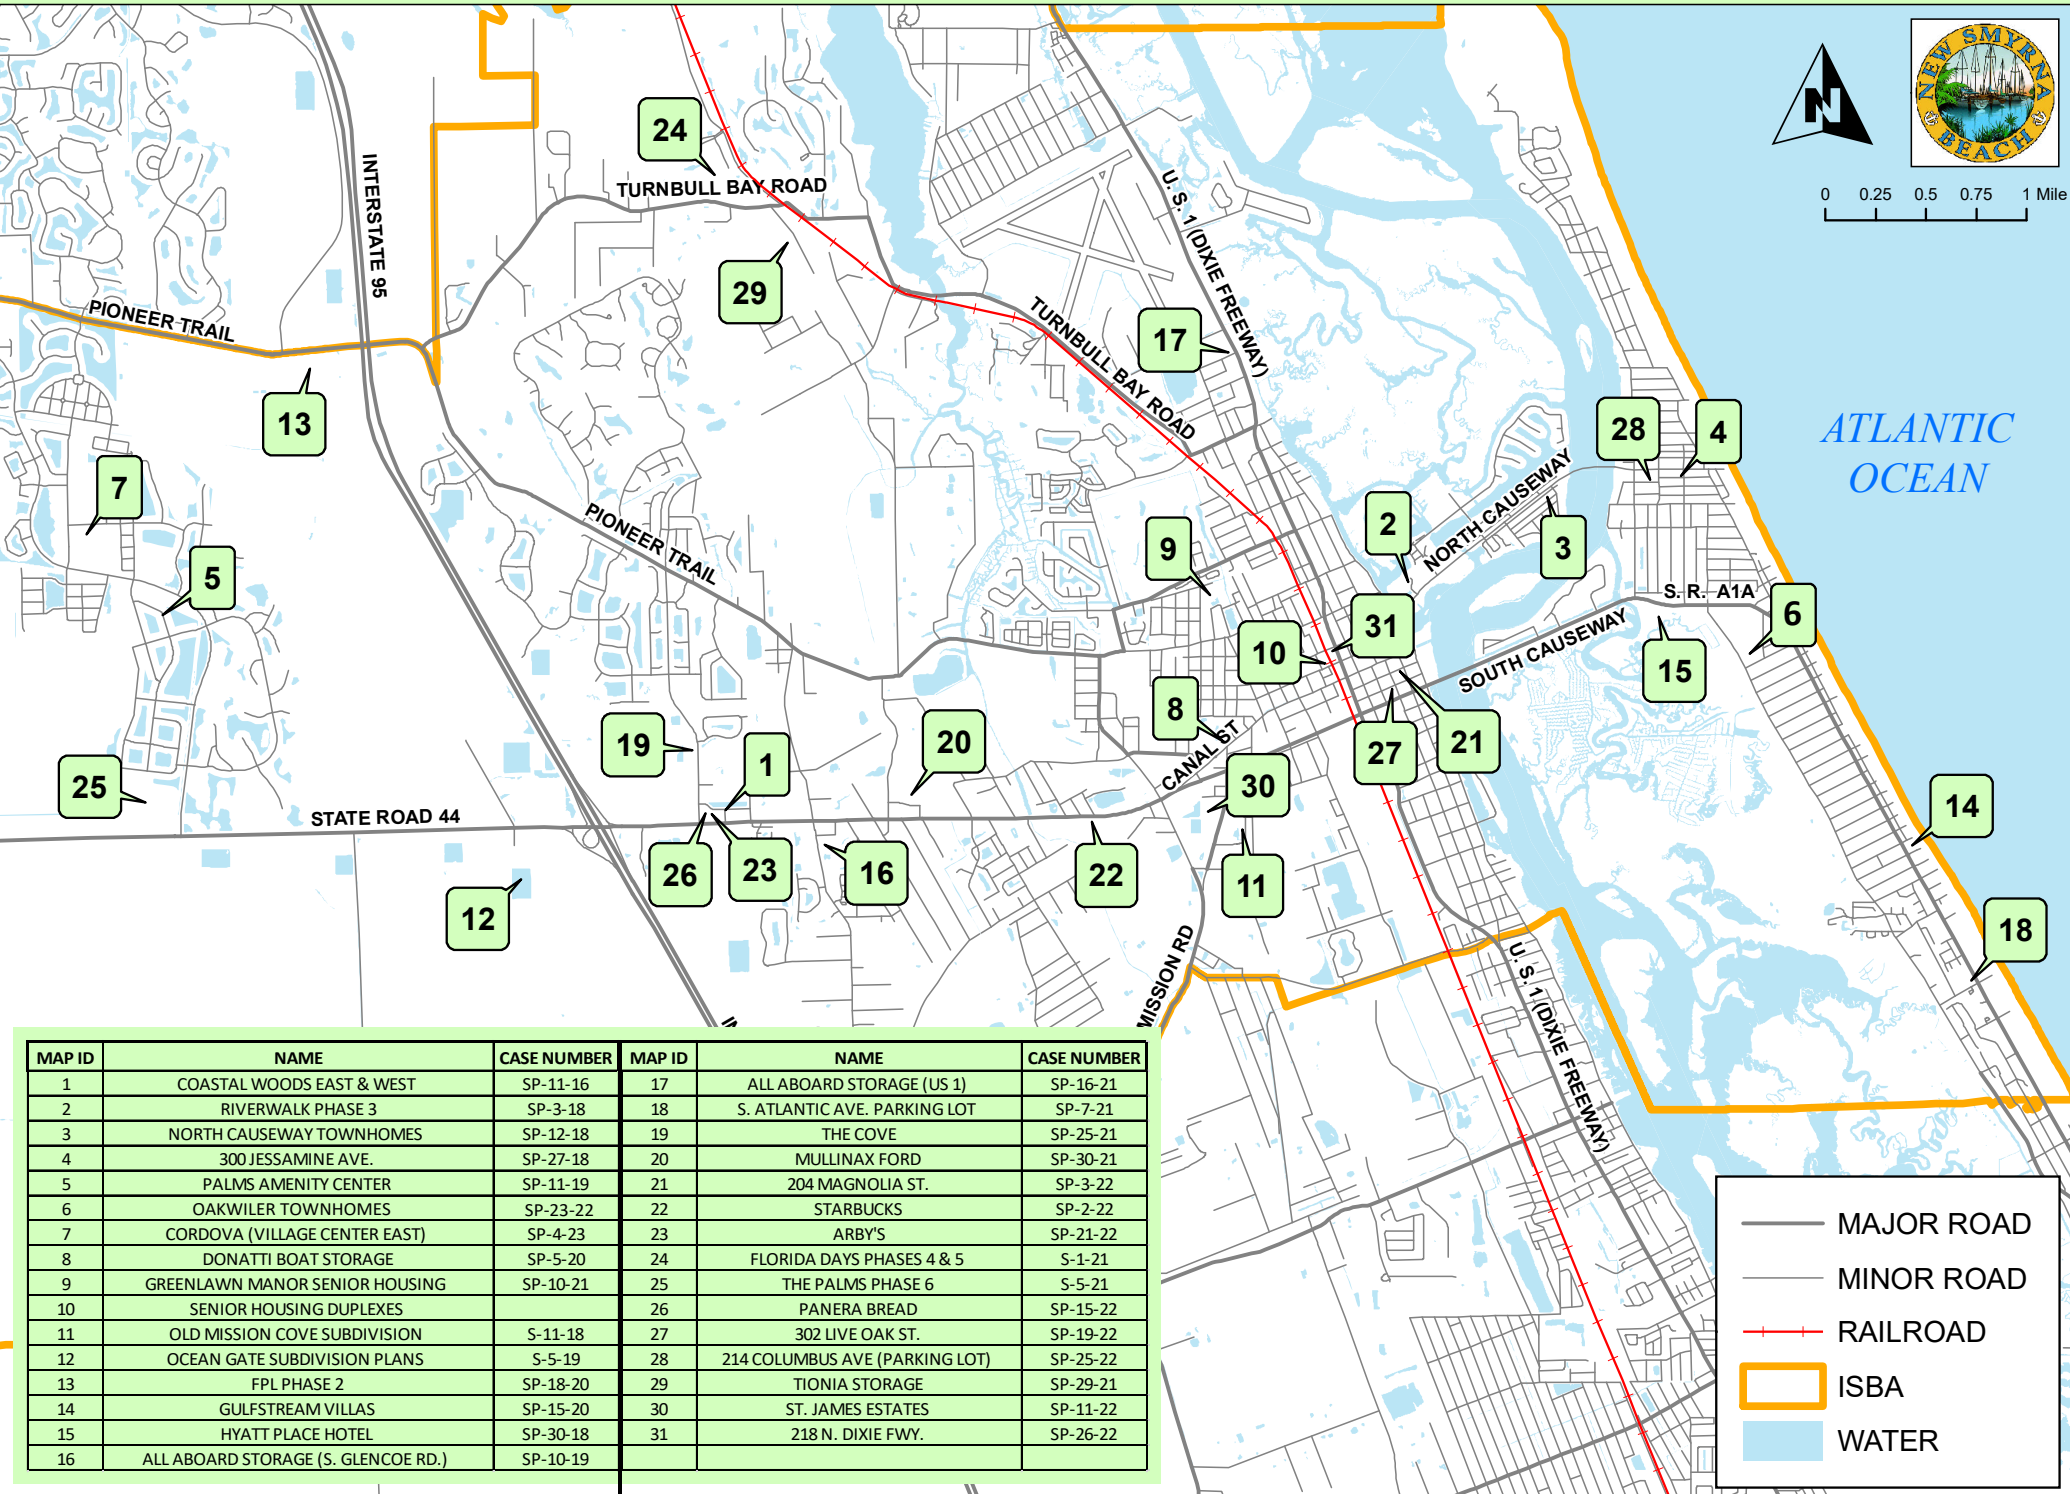 24
TURNBULL BAY ROAD
INTERSTATE 95
U. S. 1 (DIXIE FREEWAY)
N
NEW SMYRNA
BEACH
0 0.25 0.5 0.75 1 Mile
29
PIONEER TRAIL
TURNBULL BAY ROAD
17
13
28
4
ATLANTIC
OCEAN
7
PIONEER TRAIL
9
2
NORTH CAUSEWAY
3
5
S. R. A1A
6
31
10
SOUTH CAUSEWAY
15
8
CANAL ST
19
1
20
27
21
25
30
STATE ROAD 44
14
26
23
16
22
11
12
18
MISSION RD
U. S. 1 (DIXIE FREEWAY)
MAP ID NAME CASE NUMBER MAP ID NAME CASE NUMBER
1 COASTAL WOODS EAST & WEST SP-11-16 17 ALL ABOARD STORAGE (US 1) SP-16-21
2 RIVERWALK PHASE 3 SP-3-18 18 S. ATLANTIC AVE. PARKING LOT SP-7-21
3 NORTH CAUSEWAY TOWNHOMES SP-12-18 19 THE COVE SP-25-21
4 300 JESSAMINE AVE. SP-27-18 20 MULLINAX FORD SP-30-21
5 PALMS AMENITY CENTER SP-11-19 21 204 MAGNOLIA ST. SP-3-22
6 OAKWILER TOWNHOMES SP-23-22 22 STARBUCKS SP-2-22
7 CORDOVA (VILLAGE CENTER EAST) SP-4-23 23 ARBY'S SP-21-22
8 DONATTI BOAT STORAGE SP-5-20 24 FLORIDA DAYS PHASES 4 & 5 S-1-21
9 GREENLAWN MANOR SENIOR HOUSING SP-10-21 25 THE PALMS PHASE 6 S-5-21
10 SENIOR HOUSING DUPLEXES 26 PANERA BREAD SP-15-22
11 OLD MISSION COVE SUBDIVISION S-11-18 27 302 LIVE OAK ST. SP-19-22
12 OCEAN GATE SUBDIVISION PLANS S-5-19 28 214 COLUMBUS AVE (PARKING LOT) SP-25-22
13 FPL PHASE 2 SP-18-20 29 TIONIA STORAGE SP-29-21
14 GULFSTREAM VILLAS SP-15-20 30 ST. JAMES ESTATES SP-11-22
15 HYATT PLACE HOTEL SP-30-18 31 218 N. DIXIE FWY. SP-26-22
16 ALL ABOARD STORAGE (S. GLENCOE RD.) SP-10-19
MAJOR ROAD
MINOR ROAD
RAILROAD
ISBA
WATER